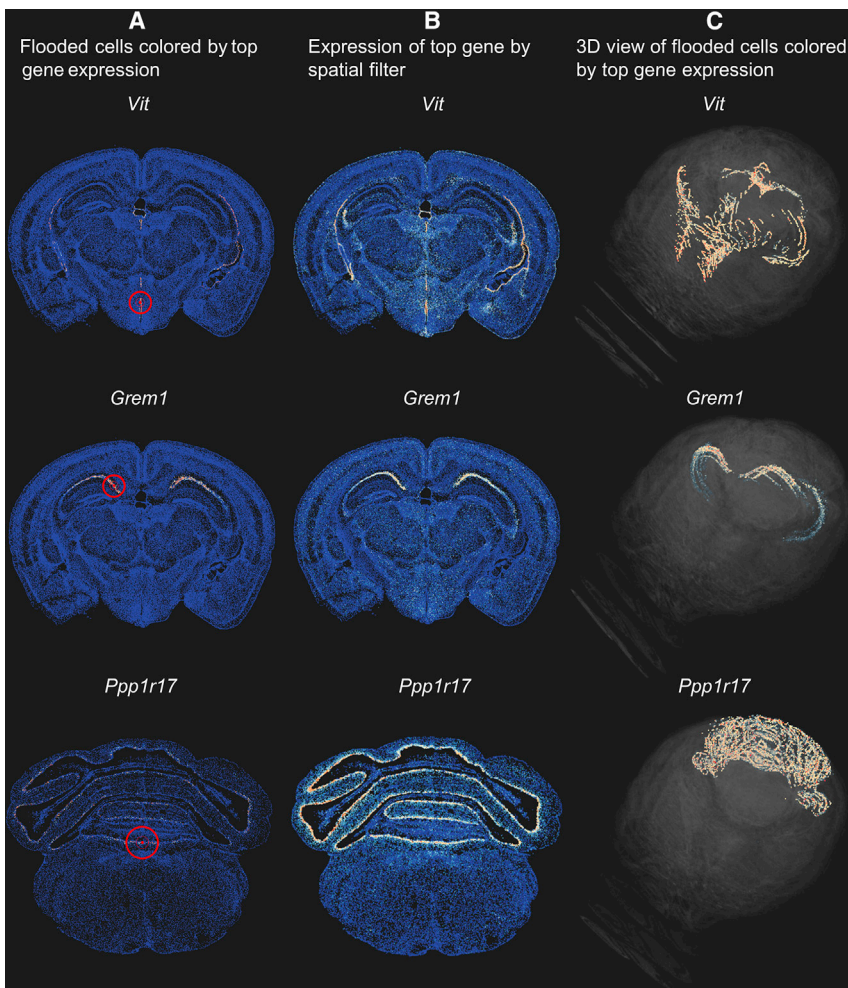 A
B
C
Flooded cells colored by top
gene expression
Expression of top gene by
spatial filter
3D view of flooded cells colored
by top gene expression
Vit
Vit
Vit
Grem1
Grem1
Grem1
Ppp1r17
Ppp1r17
Ppp1r17